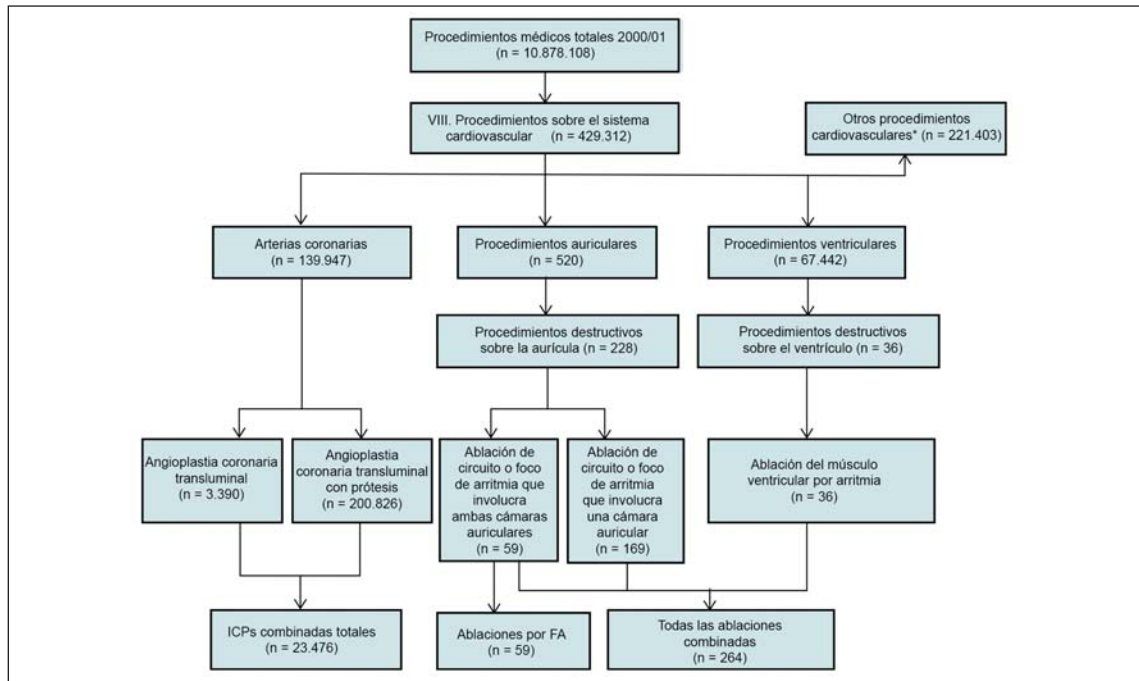 Procedimientos médicos totales 2000/01
(n = 10.878.108)
VIII. Procedimientos sobre el sistema
cardiovascular (n = 429.312)
Otros procedimientos
cardiovasculares* (n = 221.403)
Arterias coronarias
(n = 139.947)
Procedimientos auriculares
(n = 520)
Procedimientos ventriculares
(n = 67.442)
Procedimientos destructivos
sobre la aurícula (n = 228)
Procedimientos destructivos
sobre el ventrículo (n = 36)
Angioplastia coronaria
transluminal
(n = 3.390)
Angioplastia
coronaria transluminal
con prótesis
(n = 200.826)
Ablación de
circuito o foco
de arritmia que
involucra
ambas cámaras
auriculares
(n = 59)
Ablación de
circuito o foco
de arritmia
que involucra
una cámara
auricular
(n = 169)
Ablación del músculo
ventricular por arritmia
(n = 36)
ICPs combinadas totales
(n = 23.476)
Ablaciones por FA
(n = 59)
Todas las ablaciones
combinadas
(n = 264)